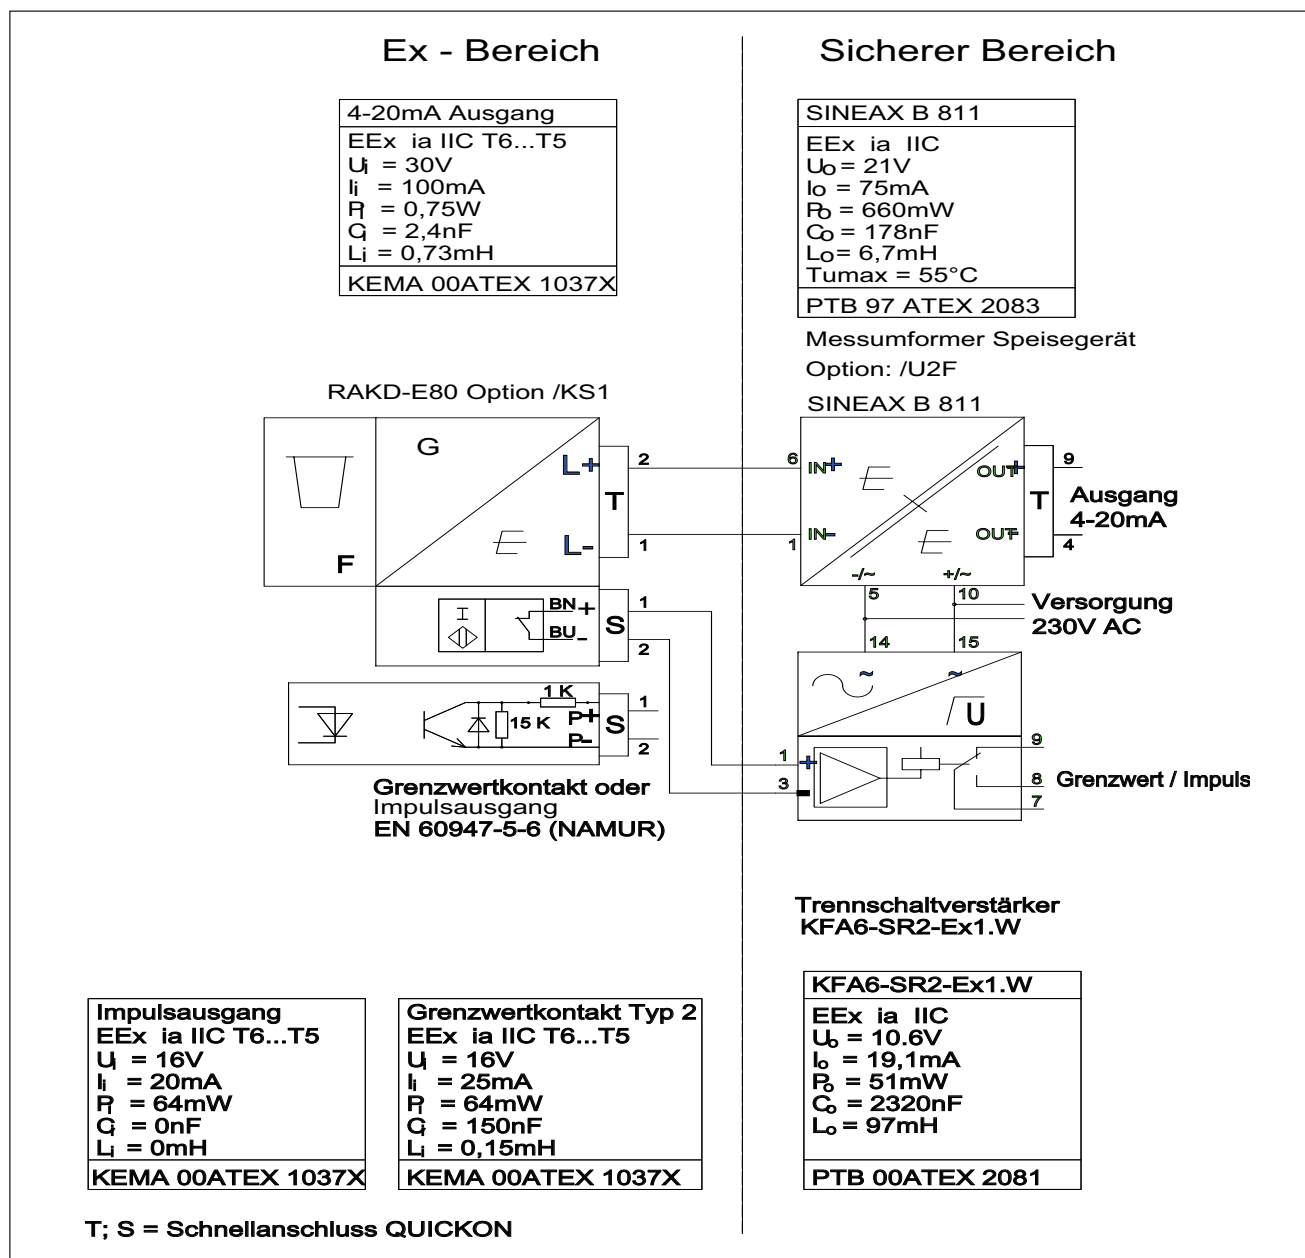 Ex - Bereich
Sicherer Bereich
4-20mA Ausgang
EEx ia IIC T6...T5
Ui = 30V
Ii = 100mA
Pi = 0,75W
Ci = 2,4nF
Li = 0,73mH
KEMA 00ATEX 1037X
SINEAX B 811
EEx ia IIC
Uo = 21V
Io = 75mA
Po = 660mW
Co = 178nF
Lo = 6,7mH
Tumax = 55°C
PTB 97 ATEX 2083
Messumformer Speisegerät
Option: /U2F
SINEAX B 811
RAKD-E80 Option /KS1
G
F
E
L+
L-
T
2
1
6
1
IN+
IN-
E
E
OUT+
OUT-
T
9
4
Ausgang
4-20mA
-/~
+/~
5
10
Versorgung
230V AC
14
15
I
BN +
BU -
S
1
2
1 K
15 K
P+
P-
S
1
2
~
~
U
1
+
3
-
9
8
7
Grenzwert / Impuls
Grenzwertkontakt oder
Impulsausgang
EN 60947-5-6 (NAMUR)
Trennschaltverstärker
KFA6-SR2-Ex1.W
Impulsausgang
EEx ia IIC T6...T5
Ui = 16V
Ii = 20mA
Pi = 64mW
Ci = 0nF
Li = 0mH
KEMA 00ATEX 1037X
Grenzwertkontakt Typ 2
EEx ia IIC T6...T5
Ui = 16V
Ii = 25mA
Pi = 64mW
Ci = 150nF
Li = 0,15mH
KEMA 00ATEX 1037X
KFA6-SR2-Ex1.W
EEx ia IIC
Uo = 10.6V
Io = 19,1mA
Po = 51mW
Co = 2320nF
Lo = 97mH
PTB 00ATEX 2081
T; S = Schnellanschluss QUICKON